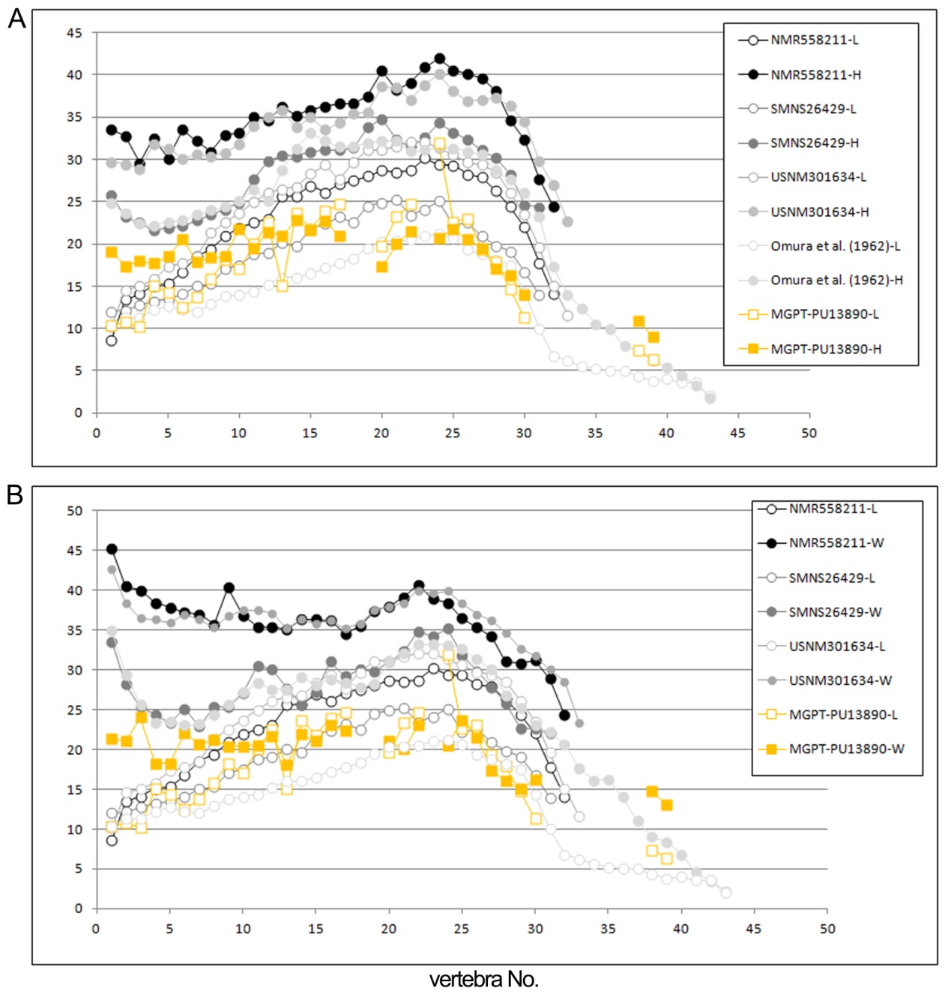 A
45
40
35
30
25
20
15
10
5
0
0 5 10 15 20 25 30 35 40 45 50
NMR558211-L
NMR558211-H
SMNS26429-L
SMNS26429-H
USNM301634-L
USNM301634-H
Omura et al. (1962)-L
Omura et al. (1962)-H
MGPT-PU13890-L
MGPT-PU13890-H
B
50
45
40
35
30
25
20
15
10
5
0
0 5 10 15 20 25 30 35 40 45 50
NMR558211-L
NMR558211-W
SMNS26429-L
SMNS26429-W
USNM301634-L
USNM301634-W
MGPT-PU13890-L
MGPT-PU13890-W
vertebra No.